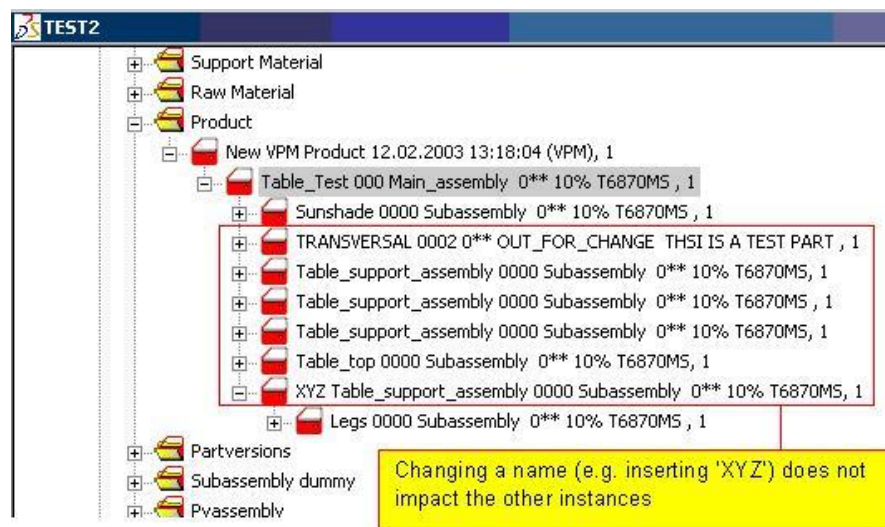 TEST2
Support Material
Raw Material
Product
New VPM Product 12.02.2003 13:18:04 (VPM), 1
Table_Test 000 Main_assembly 0** 10% T6870MS , 1
Sunshade 0000 Subassembly 0** 10% T6870MS , 1
TRANSVERSAL 0002 0** OUT_FOR_CHANGE THSI IS A TEST PART , 1
Table_support_assembly 0000 Subassembly 0** 10% T6870MS, 1
Table_support_assembly 0000 Subassembly 0** 10% T6870MS , 1
Table_support_assembly 0000 Subassembly 0** 10% T6870MS, 1
Table_top 0000 Subassembly 0** 10% T6870MS, 1
XYZ Table_support_assembly 0000 Subassembly 0** 10% T6870MS, 1
Legs 0000 Subassembly 0** 10% T6870MS , 1
Partversions
Subassembly dummy
Pvassembly
Changing a name (e.g. inserting 'XYZ') does not
impact the other instances